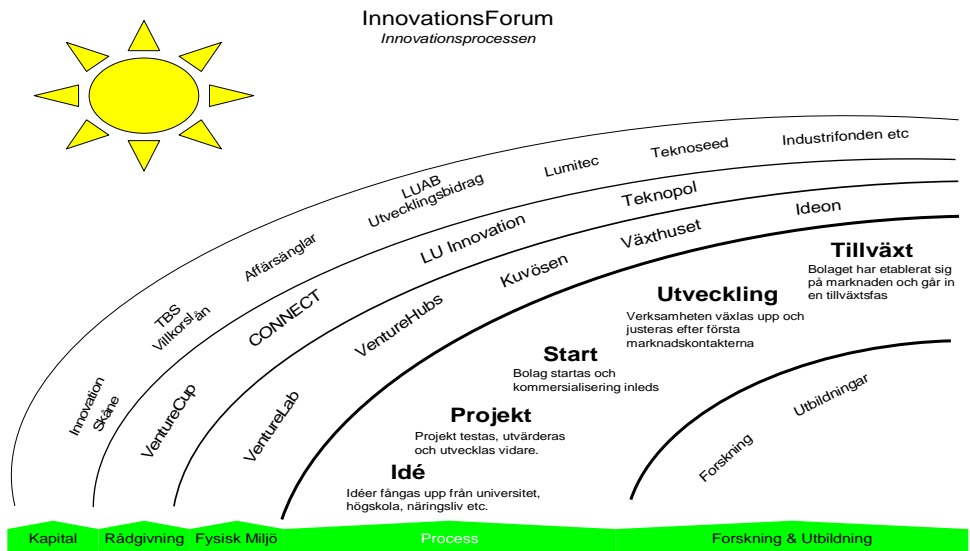 InnovationsForum
Innovationsprocessen
Innovation
Skåne
TBS
Villkorslån
Affärsänglar
LUAB
Utvecklingsbidrag
Lumitec
Teknoseed
Industrifonden etc
VentureCup
CONNECT
LU Innovation
Teknopol
VentureLab
VentureHubs
Kuvösen
Växthuset
Ideon
Tillväxt
Bolaget har etablerat sig
på marknaden och går in
en tillväxtsfas
Utveckling
Verksamheten växlas upp och
justeras efter första
marknadskontakterna
Start
Bolag startas och
kommersialisering inleds
Projekt
Projekt testas, utvärderas
och utvecklas vidare.
Idé
Idéer fångas upp från universitet,
högskola, näringsliv etc.
Forskning
Utbildningar
Kapital
Rådgivning
Fysisk Miljö
Process
Forskning & Utbildning